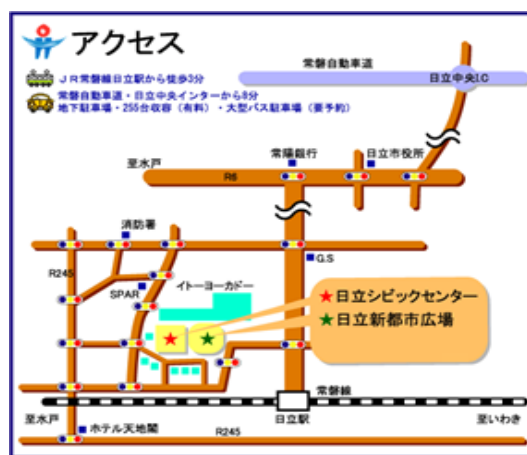 アクセス
JR常磐線日立駅から徒歩3分
常磐自動車道・日立中央インターから8分
地下駐車場・255台収容（有料）・大型バス駐車場（要予約）
常磐自動車道
日立中央I.C
常陽銀行
日立市役所
至水戸
R6
消防署
G.S
R245
SPAR
イトーヨーカドー
★日立シビックセンター
★日立新都市広場
常磐線
至水戸
日立駅
至いわき
ホテル天地閣
R245